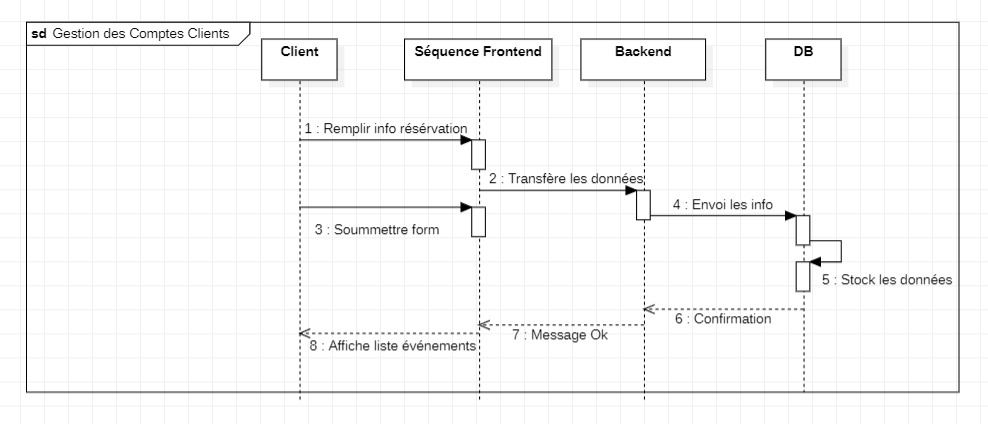 sd Gestion des Comptes Clients
Client
Séquence Frontend
Backend
DB
1 : Remplir info résérvation
2 : Transfère les données
4 : Envoi les info
3 : Soummettre form
5 : Stock les données
6 : Confirmation
7 : Message Ok
8 : Affiche liste événements